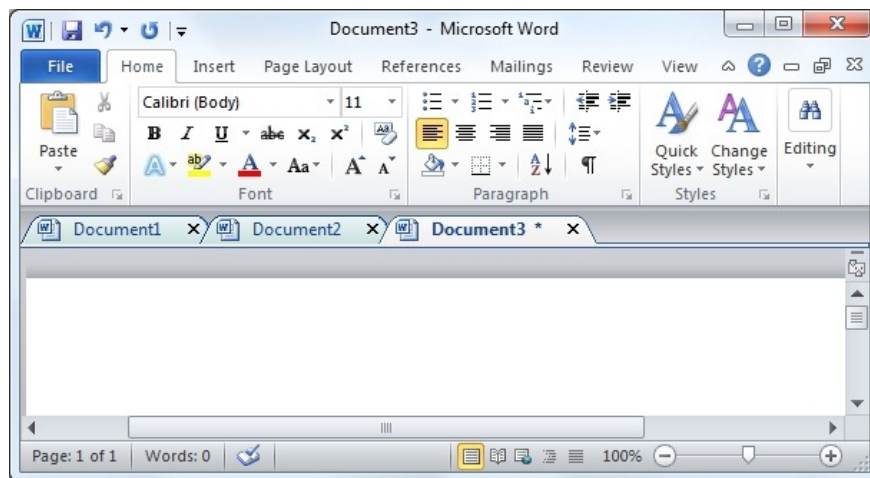 Document3 - Microsoft Word
File Home Insert Page Layout References Mailings Review View
Calibri (Body) 11
B I U abc X₂ X²
Paste Quick Styles Change Styles Editing
A ab A Aa A A A Z
Clipboard Font Paragraph Styles
Document1 Document2 Document3 *
Page: 1 of 1 Words: 0 100%